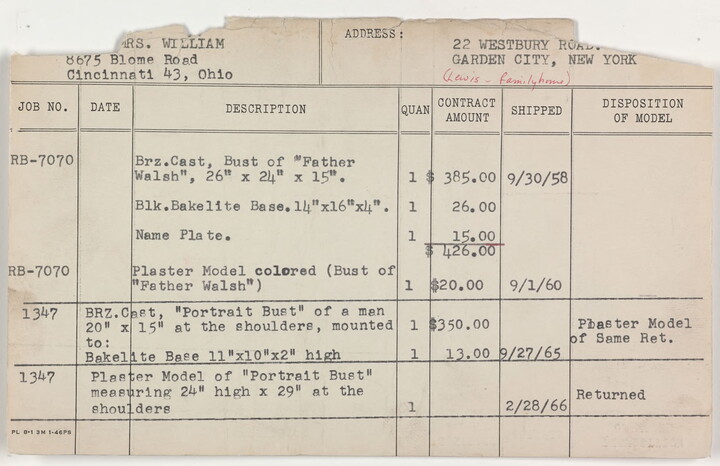 MRS. WILLIAM
8675 Blome Road
Cincinnati 43, Ohio
ADDRESS:
22 WESTBURY ROAD.
GARDEN CITY, NEW YORK
(Lewis - family home)
JOB NO. DATE DESCRIPTION QUAN CONTRACT AMOUNT SHIPPED DISPOSITION OF MODEL
RB-7070 Brz.Cast, Bust of "Father
Walsh", 26" x 24" x 15". 1 $ 385.00 9/30/58
Blk.Bakelite Base.14"x16"x4". 1 26.00
Name Plate. 1 15.00
$ 426.00
RB-7070 Plaster Model colored (Bust of
"Father Walsh") 1 $20.00 9/1/60
1347 BRZ.Cast, "Portrait Bust" of a man
20" x 15" at the shoulders, mounted 1 $350.00 Plaster Model
to: of Same Ret.
Bakelite Base 11"x10"x2" high 1 13.00 9/27/65
1347 Plaster Model of "Portrait Bust"
measuring 24" high x 29" at the Returned
shoulders 1 2/28/66
PL 8-1 3M 1-46PS